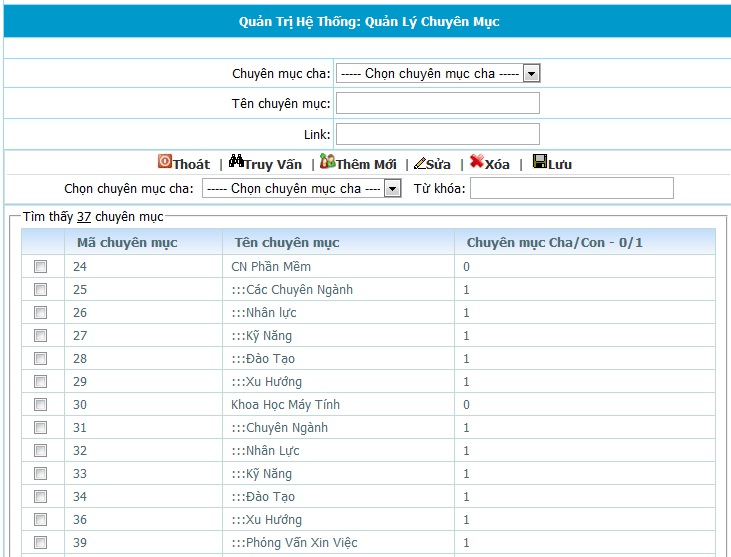 Quản Trị Hệ Thống: Quản Lý Chuyên Mục
Chuyên mục cha: ----- Chọn chuyên mục cha -----
Tên chuyên mục:
Link:
Thoát | Truy Vấn | Thêm Mới | Sửa | Xóa | Lưu
Chọn chuyên mục cha: ----- Chọn chuyên mục cha ---- Từ khóa:
Tìm thấy 37 chuyên mục
Mã chuyên mục Tên chuyên mục Chuyên mục Cha/Con - 0/1
24 CN Phần Mềm 0
25 :::Các Chuyên Ngành 1
26 :::Nhân lực 1
27 :::Kỹ Năng 1
28 :::Đào Tạo 1
29 :::Xu Hướng 1
30 Khoa Học Máy Tính 0
31 :::Chuyên Ngành 1
32 :::Nhân Lực 1
33 :::Kỹ Năng 1
34 :::Đào Tạo 1
36 :::Xu Hướng 1
39 :::Phỏng Vấn Xin Việc 1